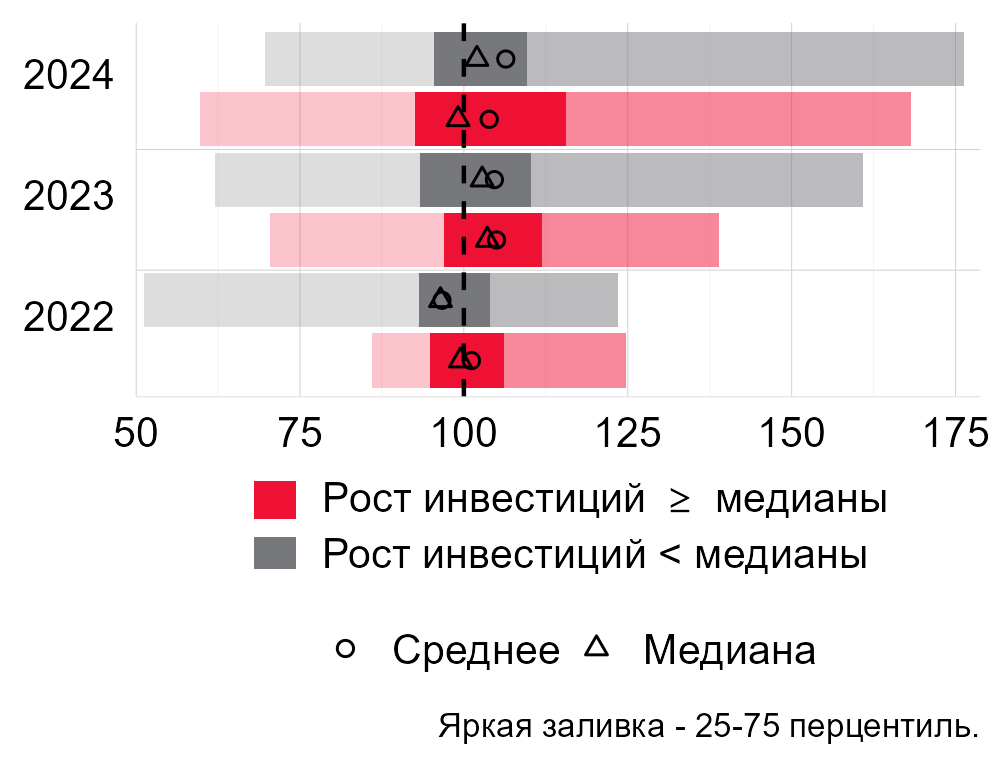 2024
2023
2022
50 75 100 125 150 175
Рост инвестиций ≥ медианы
Рост инвестиций < медианы
Среднее Медиана
Яркая заливка - 25-75 перцентиль.